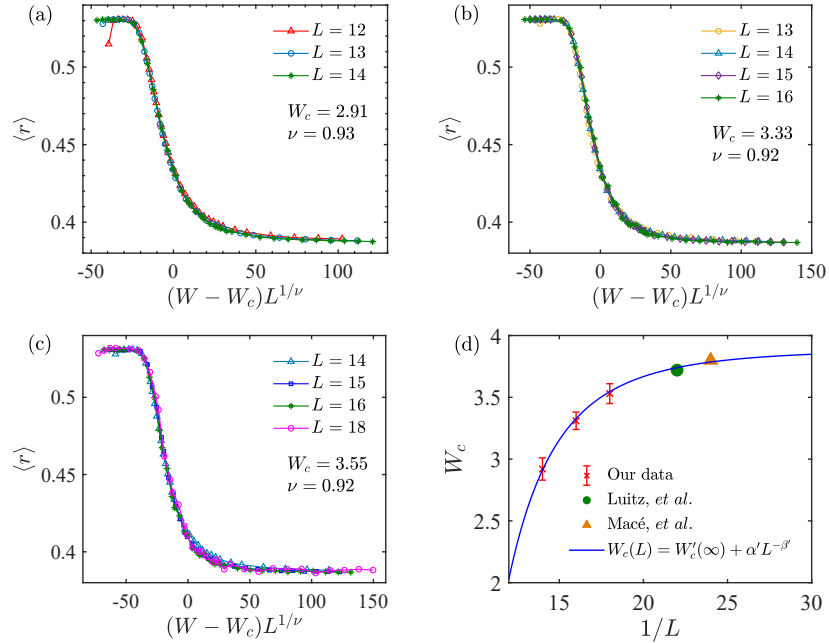 (a)
L = 12
L = 13
L = 14
W_c = 2.91
ν = 0.93
⟨r⟩
0.5
0.45
0.4
-50 0 50 100
(W − W_c)L^{1/ν}
(b)
L = 13
L = 14
L = 15
L = 16
W_c = 3.33
ν = 0.92
⟨r⟩
0.5
0.45
0.4
-50 0 50 100 150
(W − W_c)L^{1/ν}
(c)
L = 14
L = 15
L = 16
L = 18
W_c = 3.55
ν = 0.92
⟨r⟩
0.5
0.45
0.4
-50 0 50 100 150
(W − W_c)L^{1/ν}
(d)
4
3.5
3
2.5
2
W_c
Our data
Luitz, et al.
Macé, et al.
W_c(L) = W'_c(∞) + α'L^{−β'}
15 20 25 30
1/L